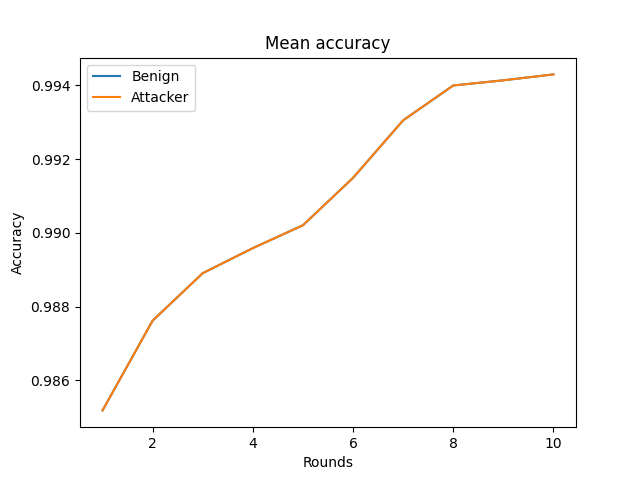 Mean accuracy
Benign
Attacker
0.994
0.992
0.990
0.988
0.986
Accuracy
2 4 6 8 10
Rounds